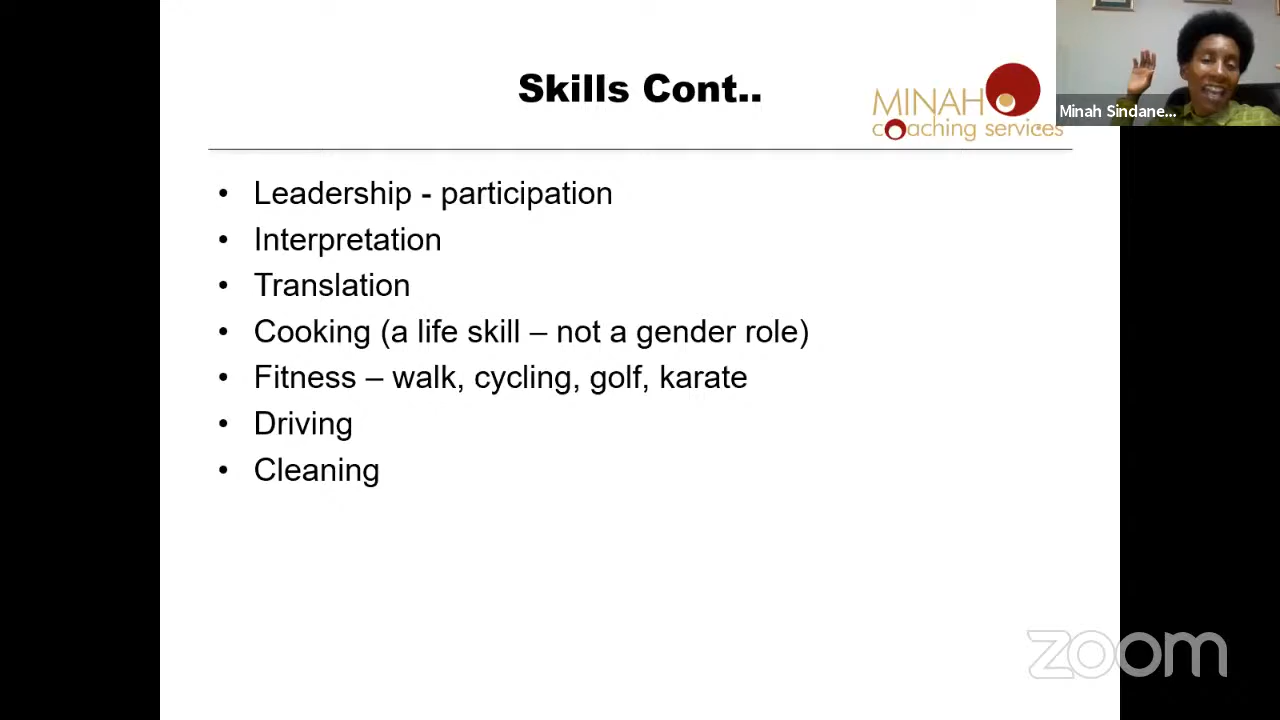 Skills Cont..
MINAH
coaching services
Minah Sindane...
• Leadership - participation
• Interpretation
• Translation
• Cooking (a life skill – not a gender role)
• Fitness – walk, cycling, golf, karate
• Driving
• Cleaning
zoom